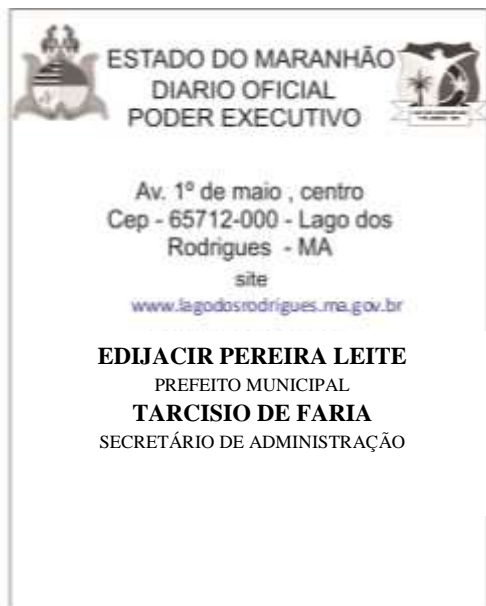 ESTADO DO MARANHÃO
DIARIO OFICIAL
PODER EXECUTIVO
Av. 1º de maio , centro
Cep - 65712-000 - Lago dos
Rodrigues - MA
site
www.lagodosrodrigues.ma.gov.br
EDIJACIR PEREIRA LEITE
PREFEITO MUNICIPAL
TARCISIO DE FARIA
SECRETÁRIO DE ADMINISTRAÇÃO